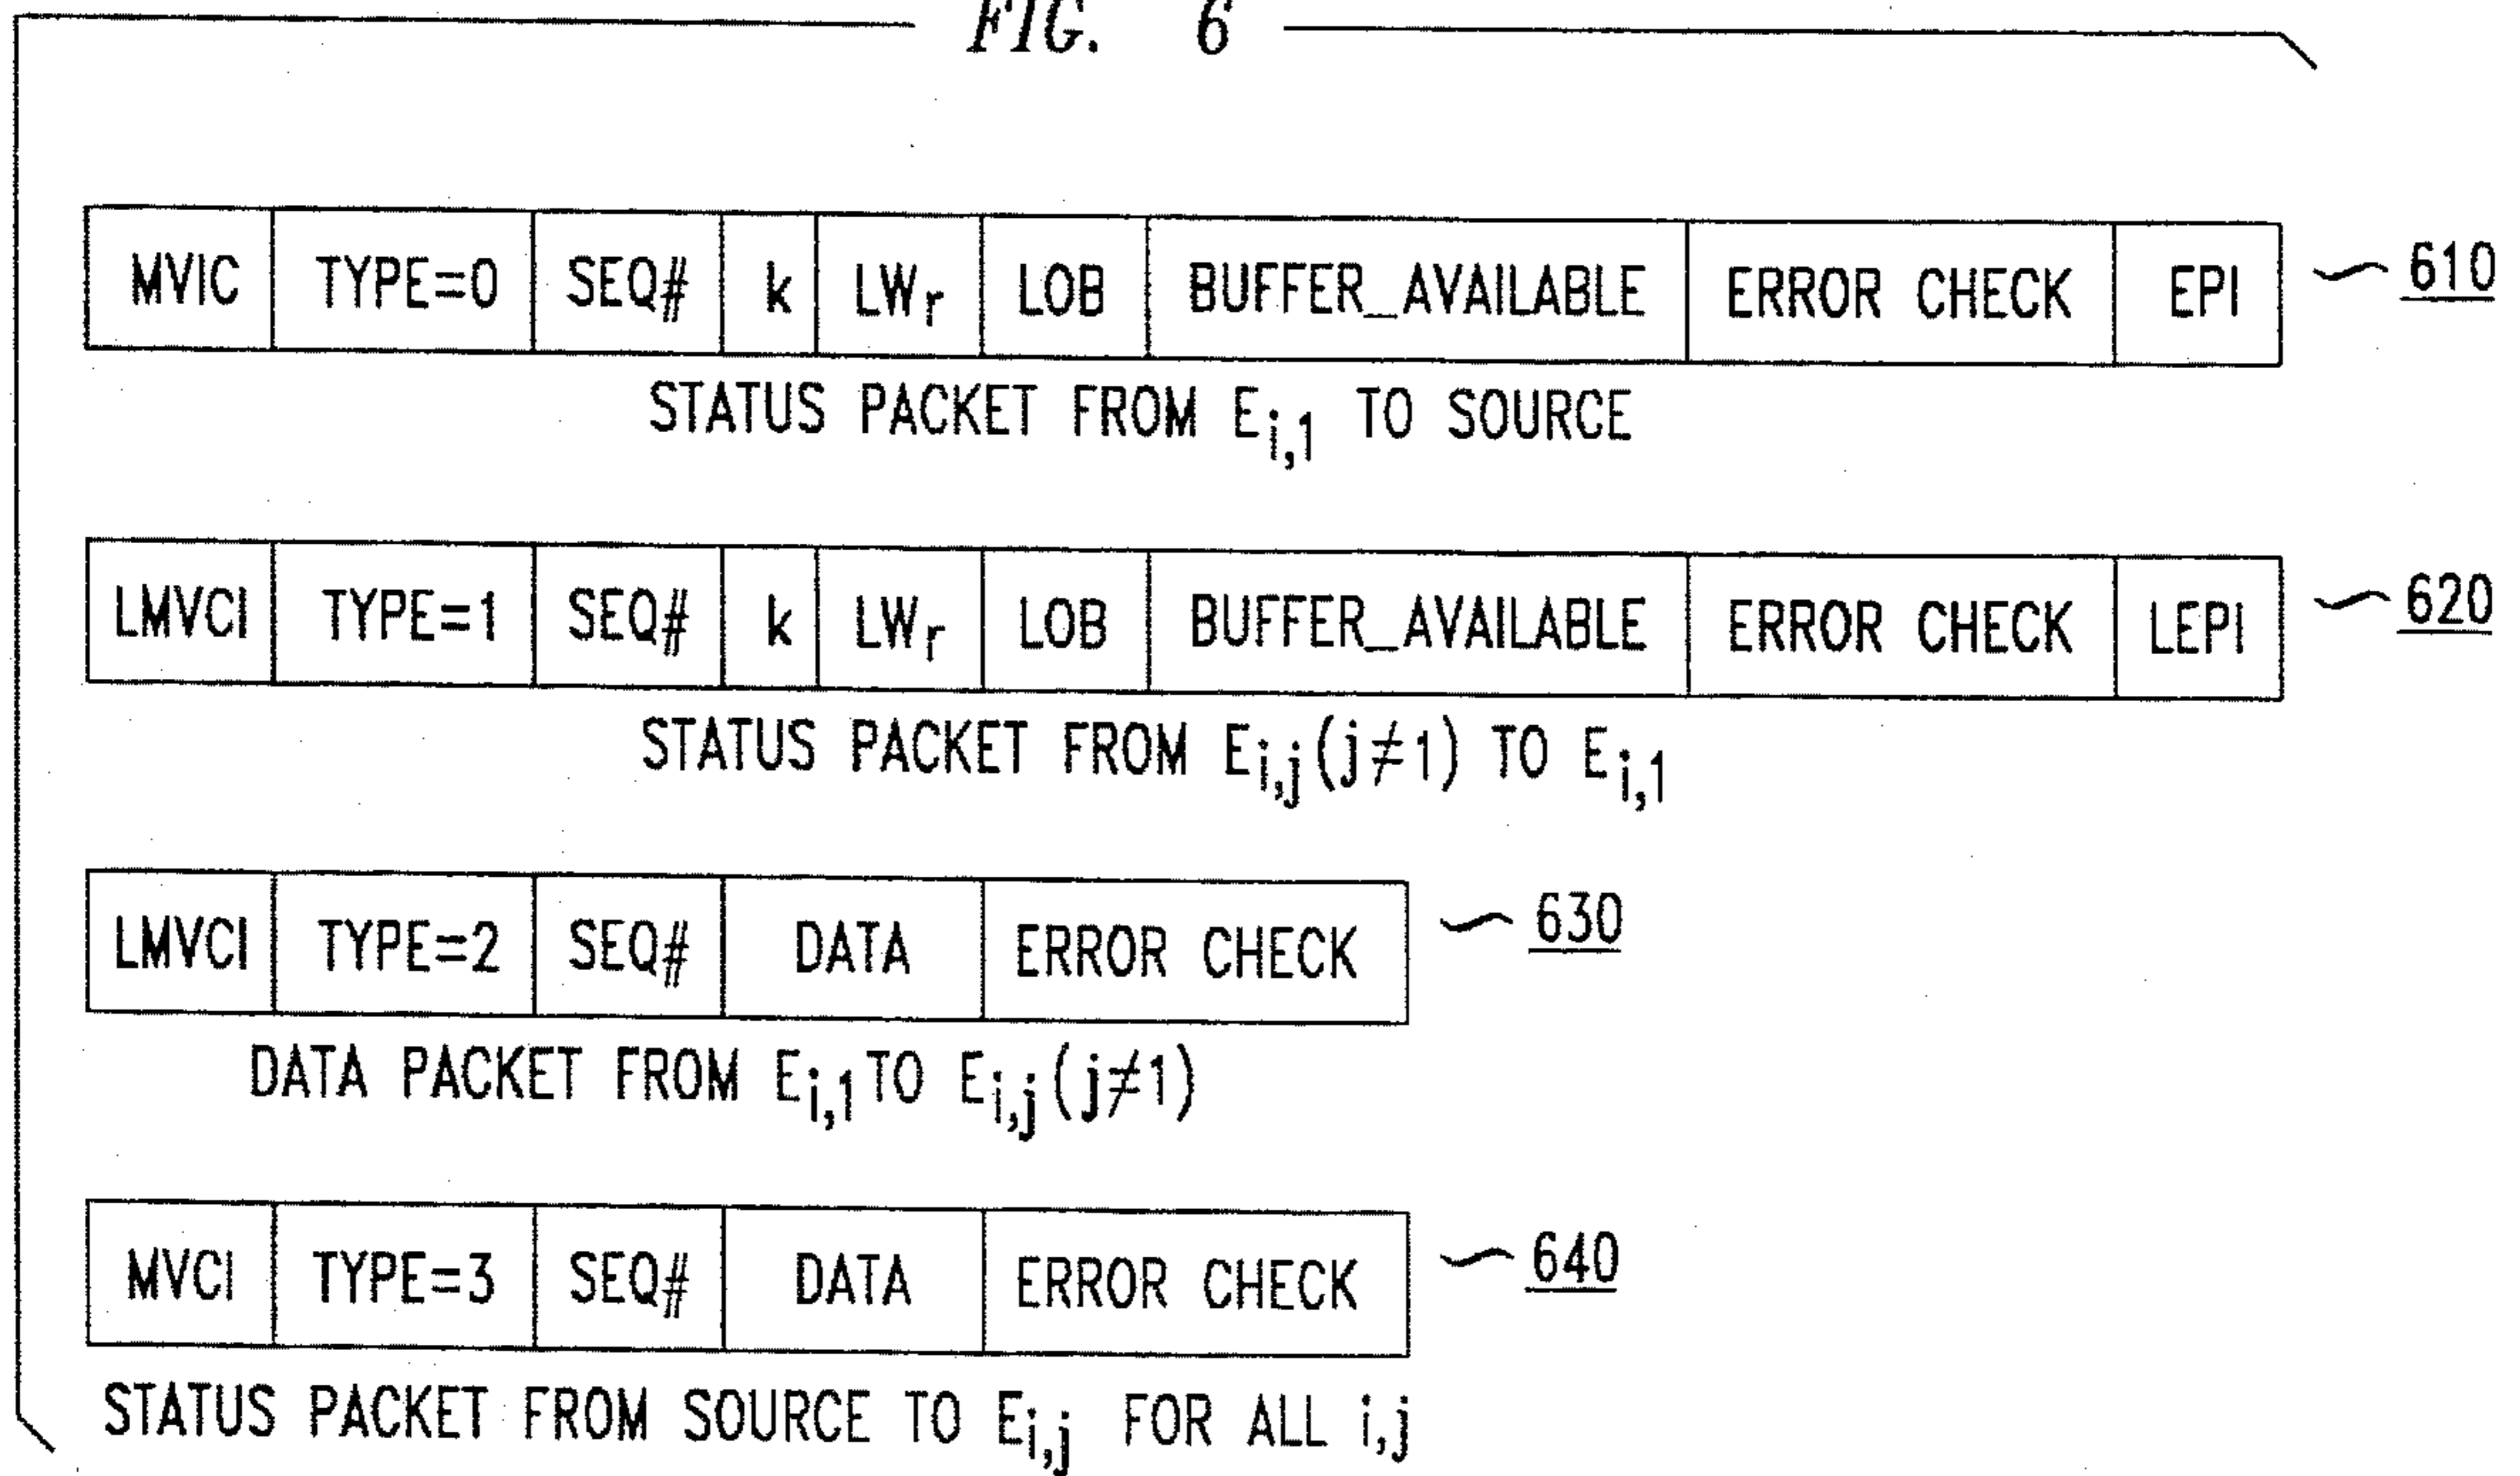 FIG. 6
MVIC TYPE=0 SEQ# k LWr LOB BUFFER_AVAILABLE ERROR CHECK EPI 610
STATUS PACKET FROM Ei,1 TO SOURCE
LMVCI TYPE=1 SEQ# k LWr LOB BUFFER_AVAILABLE ERROR CHECK LEPI 620
STATUS PACKET FROM Ei,j(j≠1) TO Ei,1
LMVCI TYPE=2 SEQ# DATA ERROR CHECK 630
DATA PACKET FROM Ei,1 TO Ei,j(j≠1)
MVCI TYPE=3 SEQ# DATA ERROR CHECK 640
STATUS PACKET FROM SOURCE TO Ei,j FOR ALL i,j